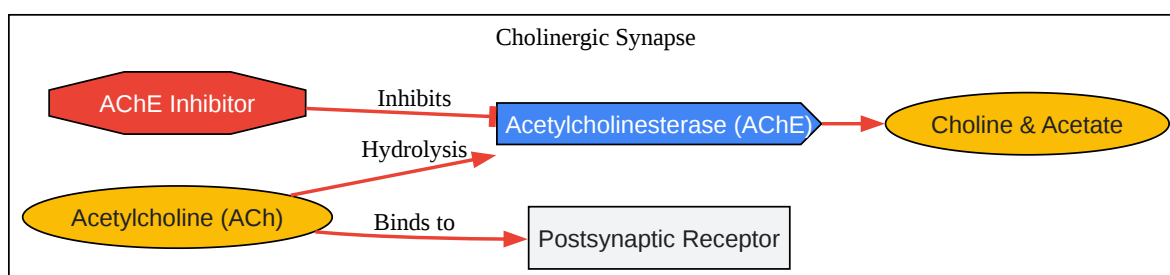 Cholinergic Synapse
AChE Inhibitor
Inhibits
Acetylcholinesterase (AChE)
Choline & Acetate
Hydrolysis
Acetylcholine (ACh)
Binds to
Postsynaptic Receptor